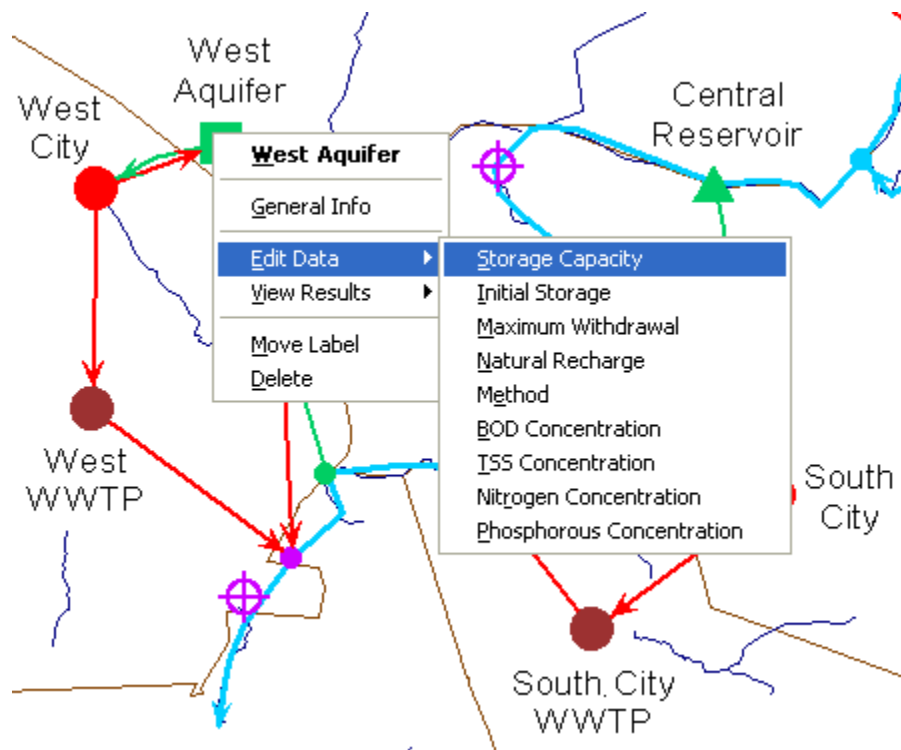 West
Aquifer
West
City
Central
Reservoir
West Aquifer
General Info
Edit Data
View Results
Move Label
Delete
Storage Capacity
Initial Storage
Maximum Withdrawal
Natural Recharge
Method
BOD Concentration
TSS Concentration
Nitrogen Concentration
Phosphorous Concentration
West
WWTP
South
City
South City
WWTP